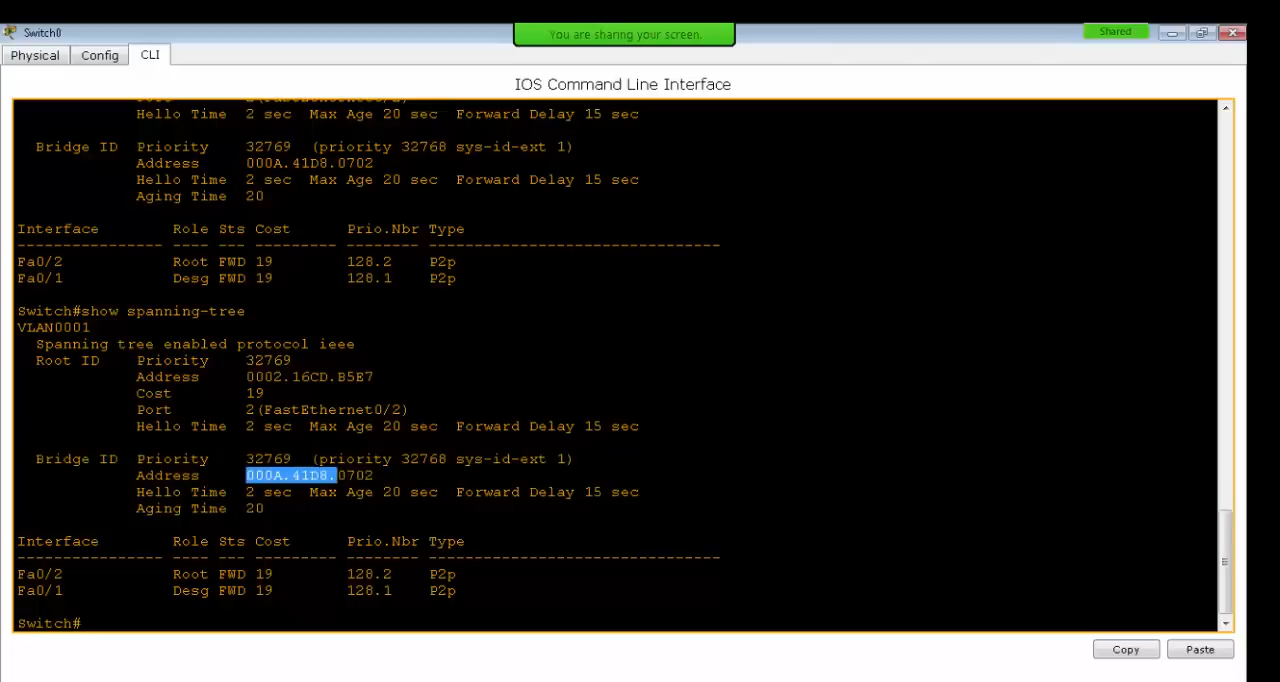 Switch0
You are sharing your screen.
Shared
Physical Config CLI
IOS Command Line Interface
Hello Time 2 sec Max Age 20 sec Forward Delay 15 sec
Bridge ID Priority 32769 (priority 32768 sys-id-ext 1)
Address 000A.41D8.0702
Hello Time 2 sec Max Age 20 sec Forward Delay 15 sec
Aging Time 20
Interface Role Sts Cost Prio.Nbr Type
---------------- ---- --- --------- -------- --------------------------------
Fa0/2 Root FWD 19 128.2 P2p
Fa0/1 Desg FWD 19 128.1 P2p
Switch#show spanning-tree
VLAN0001
Spanning tree enabled protocol ieee
Root ID Priority 32769
Address 0002.16CD.B5E7
Cost 19
Port 2(FastEthernet0/2)
Hello Time 2 sec Max Age 20 sec Forward Delay 15 sec
Bridge ID Priority 32769 (priority 32768 sys-id-ext 1)
Address 000A.41D8.0702
Hello Time 2 sec Max Age 20 sec Forward Delay 15 sec
Aging Time 20
Interface Role Sts Cost Prio.Nbr Type
---------------- ---- --- --------- -------- --------------------------------
Fa0/2 Root FWD 19 128.2 P2p
Fa0/1 Desg FWD 19 128.1 P2p
Switch#
Copy Paste